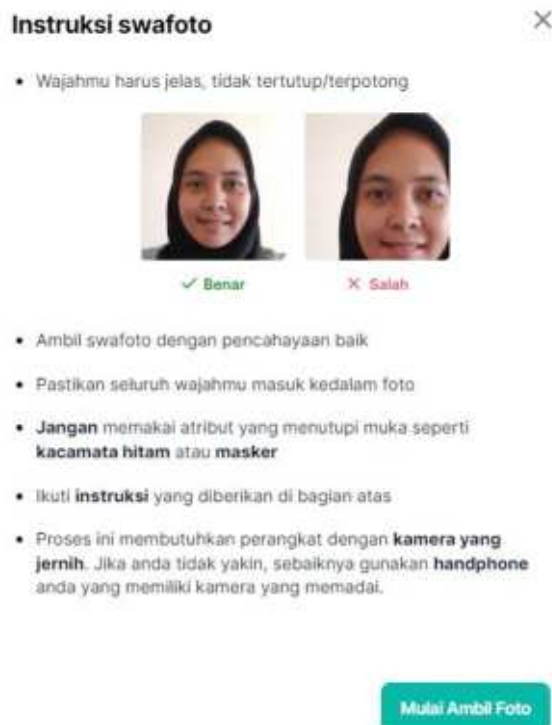 Instruksi swafoto
• Wajahmu harus jelas, tidak tertutup/terpotong
✓ Benar
✕ Salah
• Ambil swafoto dengan pencahayaan baik
• Pastikan seluruh wajahmu masuk kedalam foto
• Jangan memakai atribut yang menutupi muka seperti
kacamata hitam atau masker
• Ikuti instruksi yang diberikan di bagian atas
• Proses ini membutuhkan perangkat dengan kamera yang
jernih. Jika anda tidak yakin, sebaiknya gunakan handphone
anda yang memiliki kamera yang memadai.
Mulai Ambil Foto